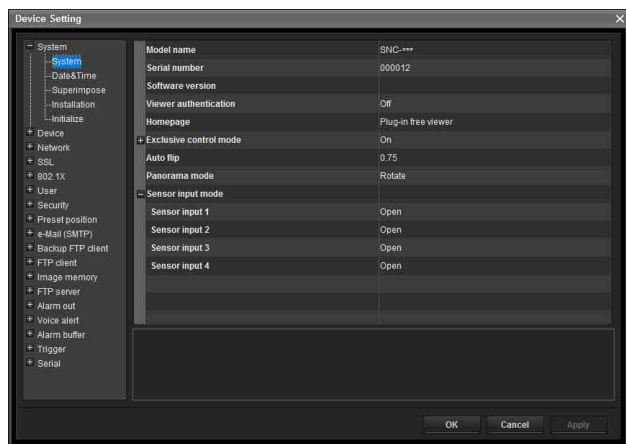 Device Setting
System
System
Date&Time
Superimpose
Installation
Initialize
Device
Network
SSL
802.1X
User
Security
Preset position
e-Mail (SMTP)
Backup FTP client
FTP client
Image memory
FTP server
Alarm out
Voice alert
Alarm buffer
Trigger
Serial
Model name SNC-***
Serial number 000012
Software version
Viewer authentication Off
Homepage Plug-in free viewer
Exclusive control mode On
Auto flip 0.75
Panorama mode Rotate
Sensor input mode
Sensor input 1 Open
Sensor input 2 Open
Sensor input 3 Open
Sensor input 4 Open
OK Cancel Apply